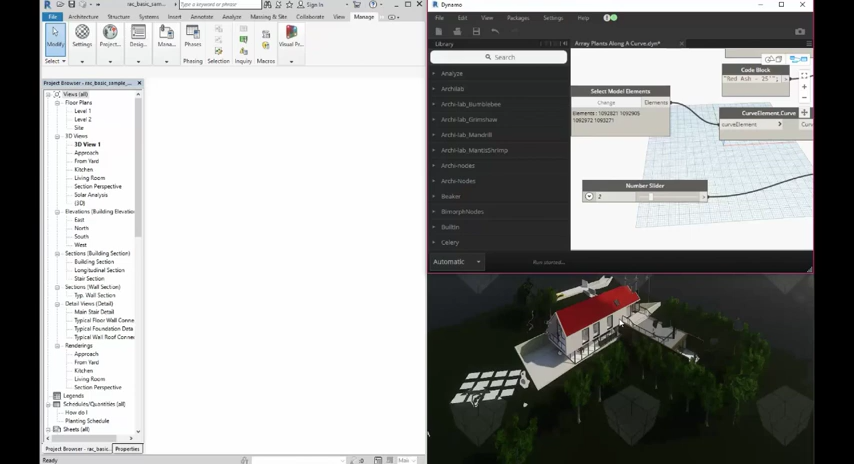 rac_basic_samp...
Type a keyword or phrase
Sign In
File
Architecture
Structure
Systems
Insert
Annotate
Analyze
Massing & Site
Collaborate
View
Manage
Modify
Settings
Project...
Design...
Mana...
Phases
Visual Pr...
Select
Phasing
Selection
Inquiry
Macros
Project Browser - rac_basic_sample_...
Views (all)
Floor Plans
Level 1
Level 2
Site
3D Views
3D View 1
Approach
From Yard
Kitchen
Living Room
Section Perspective
Solar Analysis
{3D}
Elevations (Building Elevation
East
North
South
West
Sections (Building Section)
Building Section
Longitudinal Section
Stair Section
Sections (Wall Section)
Typ. Wall Section
Detail Views (Detail)
Main Stair Detail
Typical Floor Wall Conne
Typical Foundation Deta
Typical Wall Roof Conne
Renderings
Approach
From Yard
Kitchen
Living Room
Section Perspective
Legends
Schedules/Quantities (all)
How do I
Planting Schedule
Sheets (all)
Project Browser - rac_basic...
Properties
Ready
Main
Dynamo
File
Edit
View
Packages
Settings
Help
Library
Search
Analyze
Archilab
Archi-lab_Bumblebee
Archi-lab_Grimshaw
Archi-lab_Mandrill
Archi-lab_MantisShrimp
Archi-nodes
Archi-Nodes
Beaker
BimorphNodes
BuiltIn
Celery
Automatic
Run started...
Array Plants Along A Curve.dyn*
Code Block
"Red Ash - 25'";
Select Model Elements
Change
Elements
Elements : 1092821 1092905
1092972 1093271
CurveElement.Curve
curveElement
Curve
Number Slider
2